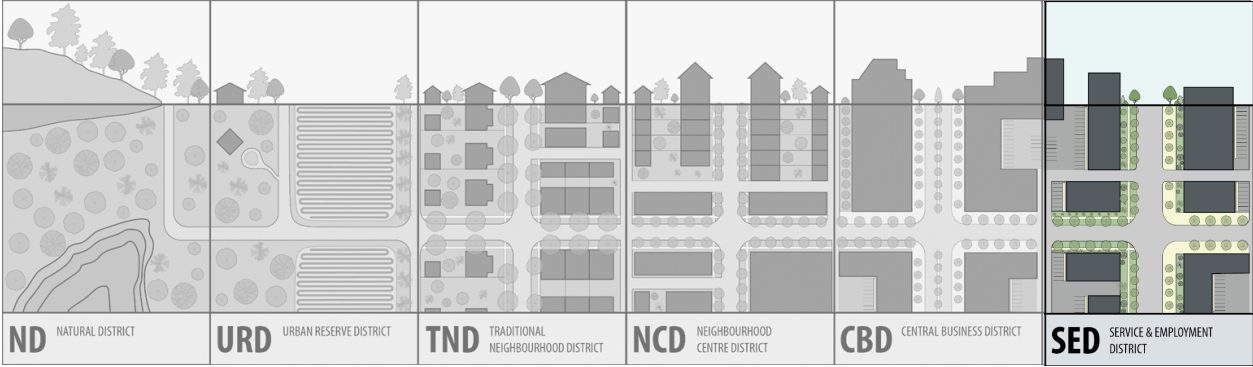 ND NATURAL DISTRICT
URD URBAN RESERVE DISTRICT
TND TRADITIONAL
NEIGHBOURHOOD DISTRICT
NCD NEIGHBOURHOOD
CENTRE DISTRICT
CBD CENTRAL BUSINESS DISTRICT
SED SERVICE & EMPLOYMENT
DISTRICT